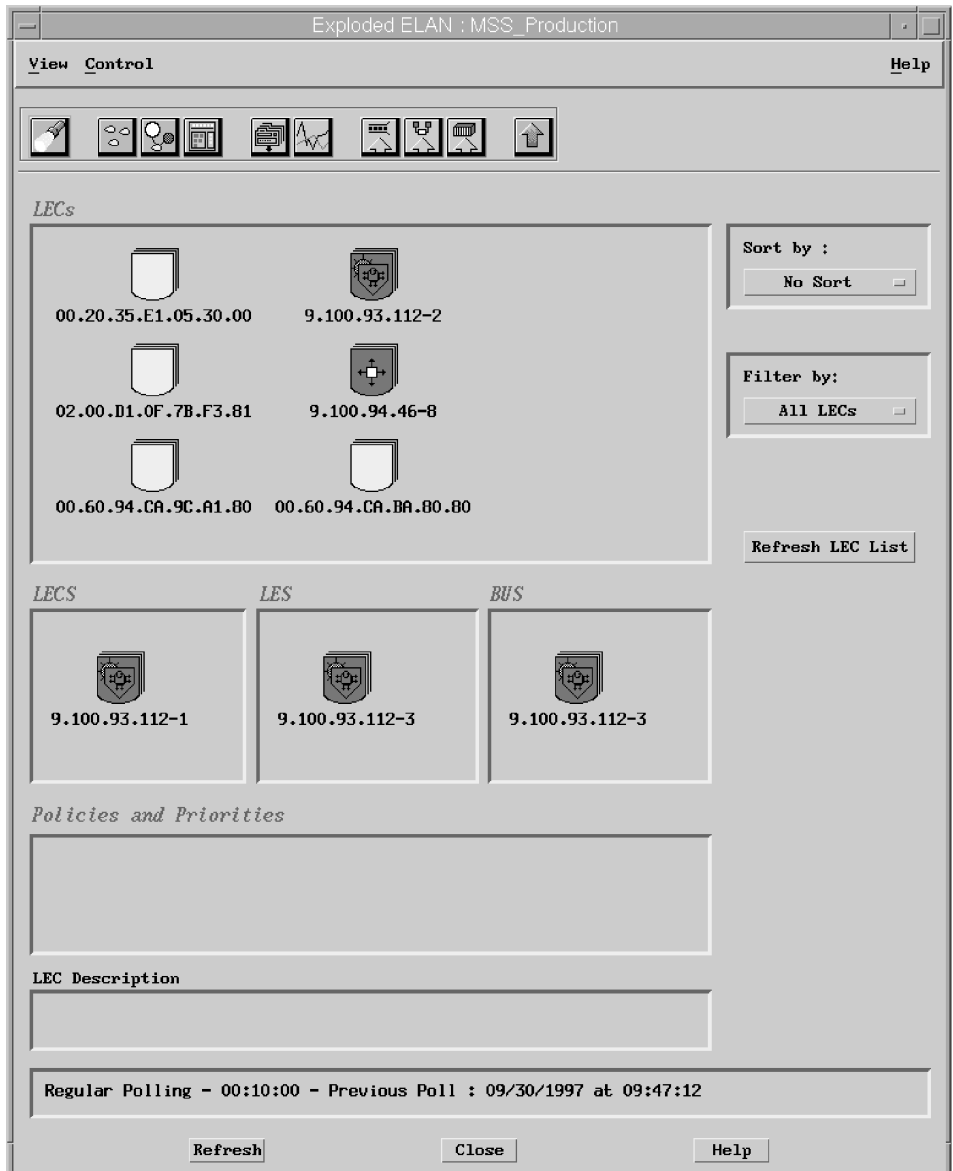 Exploded ELAN : MSS_Production
View Control Help
LECs
00.20.35.E1.05.30.00 9.100.93.112-2
02.00.D1.0F.7B.F3.81 9.100.94.46-8
00.60.94.CA.9C.A1.80 00.60.94.CA.BA.80.80
Sort by :
No Sort
Filter by:
All LECs
Refresh LEC List
LECS LES BUS
9.100.93.112-1 9.100.93.112-3 9.100.93.112-3
Policies and Priorities
LEC Description
Regular Polling - 00:10:00 - Previous Poll : 09/30/1997 at 09:47:12
Refresh Close Help